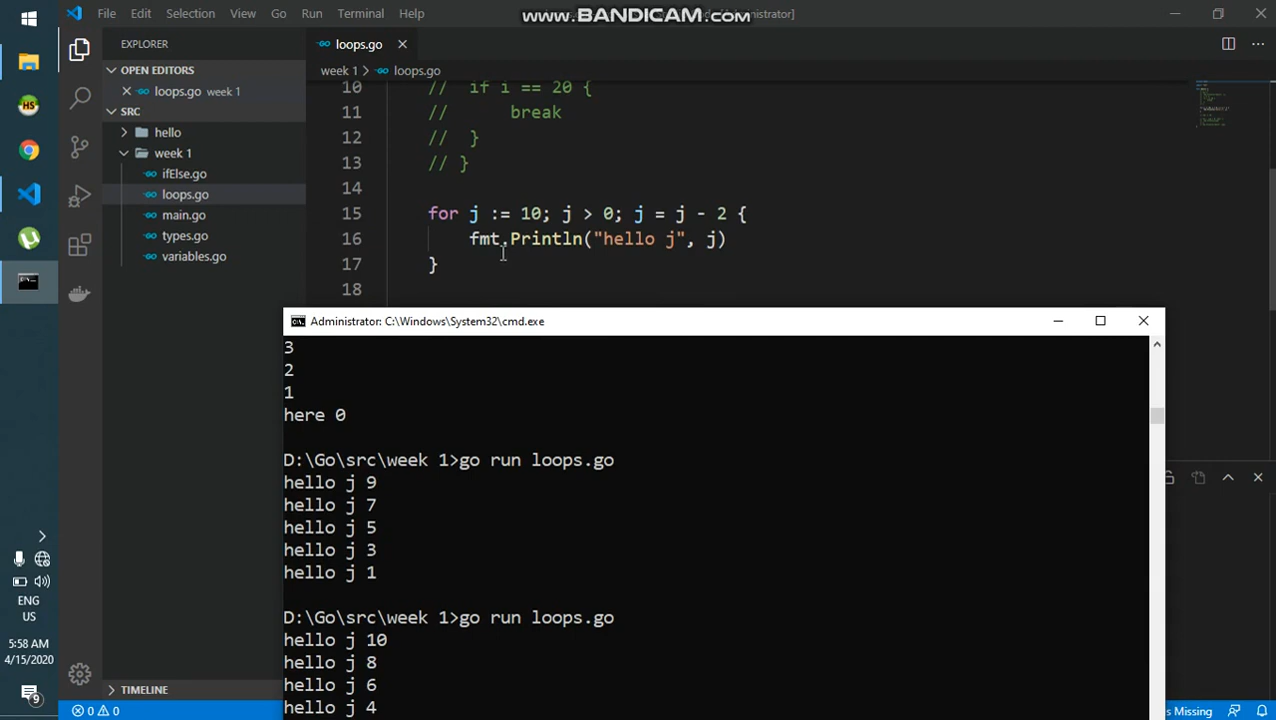 File Edit Selection View Go Run Terminal Help
www.BANDICAM.com
EXPLORER
OPEN EDITORS
loops.go week 1
SRC
hello
week 1
ifElse.go
loops.go
main.go
types.go
variables.go
TIMELINE
loops.go
week 1 > loops.go
10 // if i == 20 {
11 // break
12 // }
13 // }
14
15 for j := 10; j > 0; j = j - 2 {
16 fmt.Println("hello j", j)
17 }
18
Administrator: C:\Windows\System32\cmd.exe
3
2
1
here 0
D:\Go\src\week 1>go run loops.go
hello j 9
hello j 7
hello j 5
hello j 3
hello j 1
D:\Go\src\week 1>go run loops.go
hello j 10
hello j 8
hello j 6
hello j 4
ENG
US
5:58 AM
4/15/2020
9
0 0
s Missing